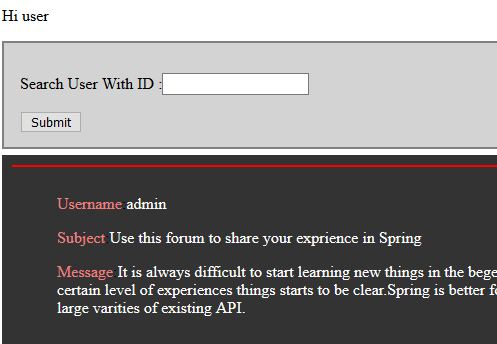 Hi user
Search User With ID :
Submit
Username admin
Subject Use this forum to share your exprience in Spring
Message It is always difficult to start learning new things in the bege
certain level of experiences things starts to be clear.Spring is better f
large varities of existing API.